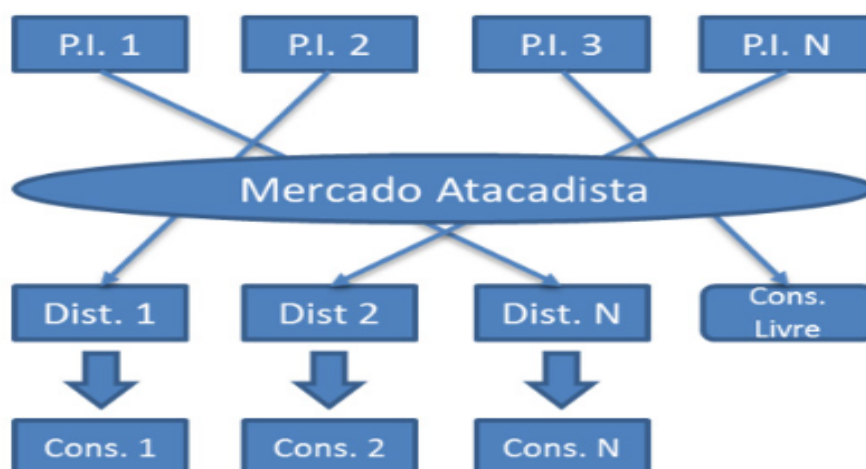 P.I. 1
P.I. 2
P.I. 3
P.I. N
Mercado Atacadista
Dist. 1
Dist 2
Dist. N
Cons.
Livre
Cons. 1
Cons. 2
Cons. N